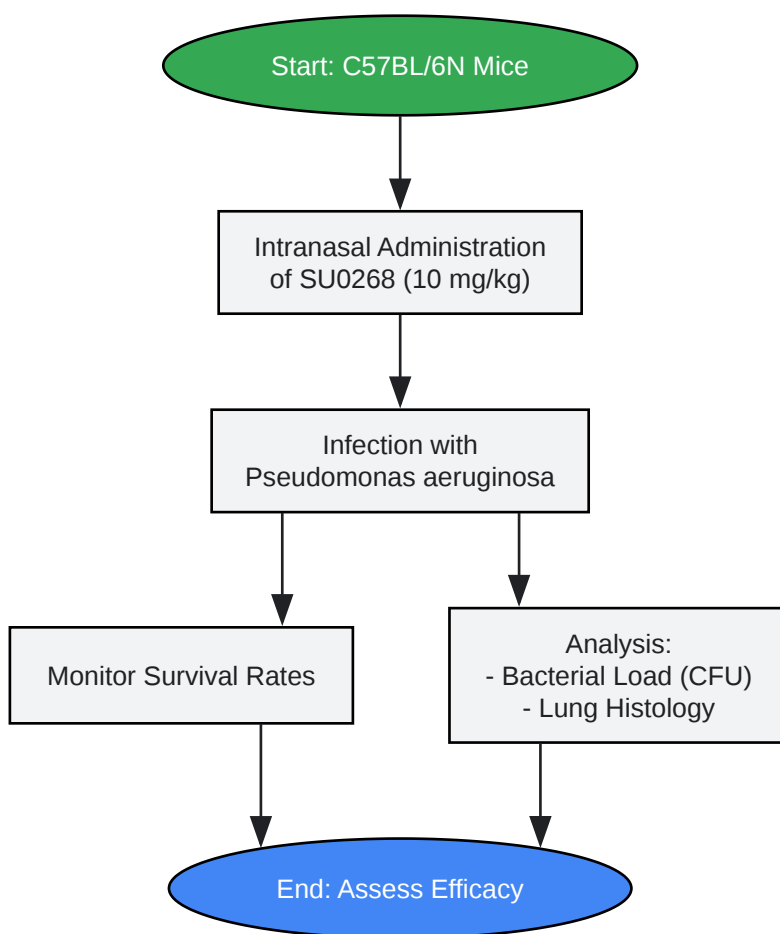 Start: C57BL/6N Mice
Intranasal Administration
of SU0268 (10 mg/kg)
Infection with
Pseudomonas aeruginosa
Monitor Survival Rates
Analysis:
- Bacterial Load (CFU)
- Lung Histology
End: Assess Efficacy